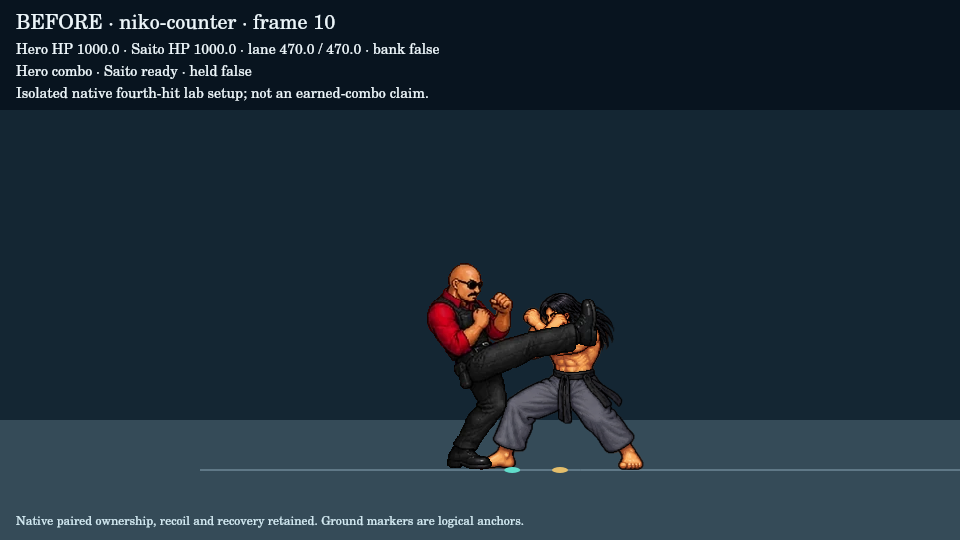 BEFORE · niko-counter · frame 10
Hero HP 1000.0 · Saito HP 1000.0 · lane 470.0 / 470.0 · bank false
Hero combo · Saito ready · held false
Isolated native fourth-hit lab setup; not an earned-combo claim.
Native paired ownership, recoil and recovery retained. Ground markers are logical anchors.